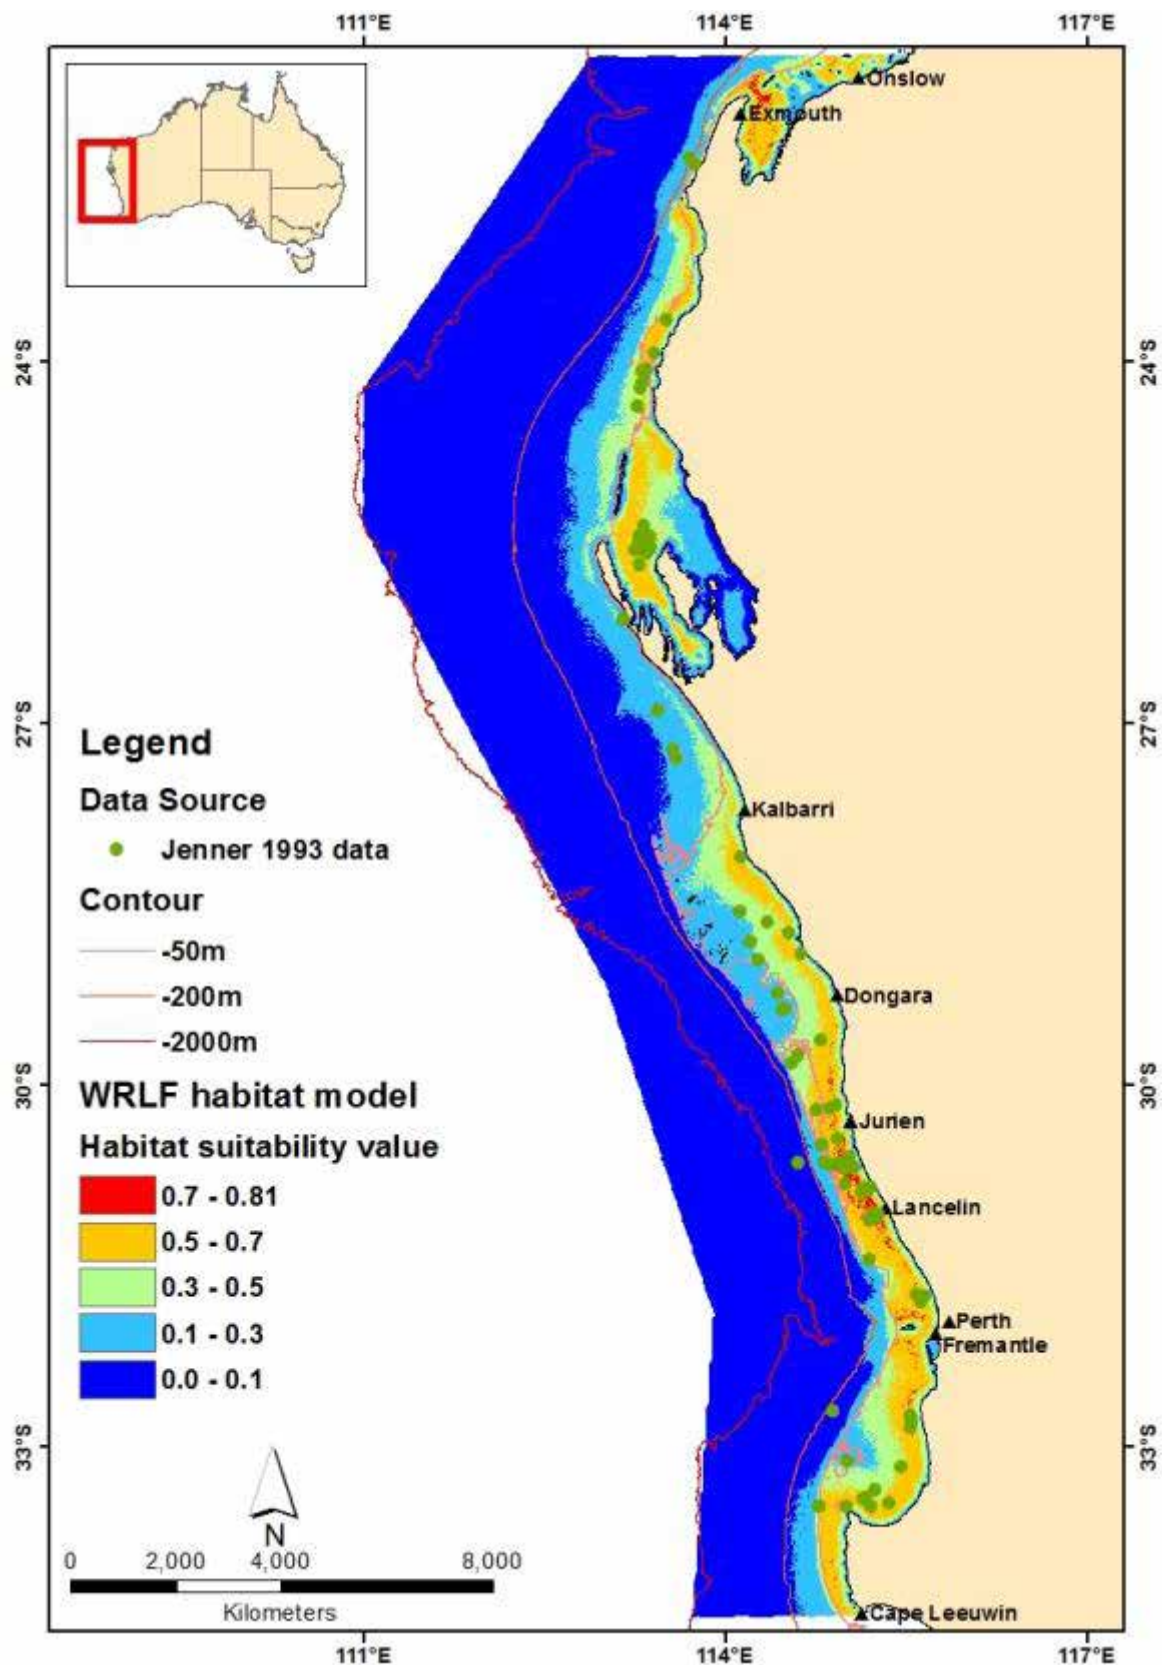 111°E 114°E 117°E
Onslow
Exmouth
24°S 24°S
27°S 27°S
Legend
Data Source
Jenner 1993 data
Contour
-50m
-200m
-2000m
WRLF habitat model
Habitat suitability value
0.7 - 0.81
0.5 - 0.7
0.3 - 0.5
0.1 - 0.3
0.0 - 0.1
Kalbarri
Dongara
30°S 30°S
Jurien
Lancelin
Perth
Fremantle
33°S 33°S
N
0 2,000 4,000 8,000
Kilometers
Cape Leeuwin
111°E 114°E 117°E